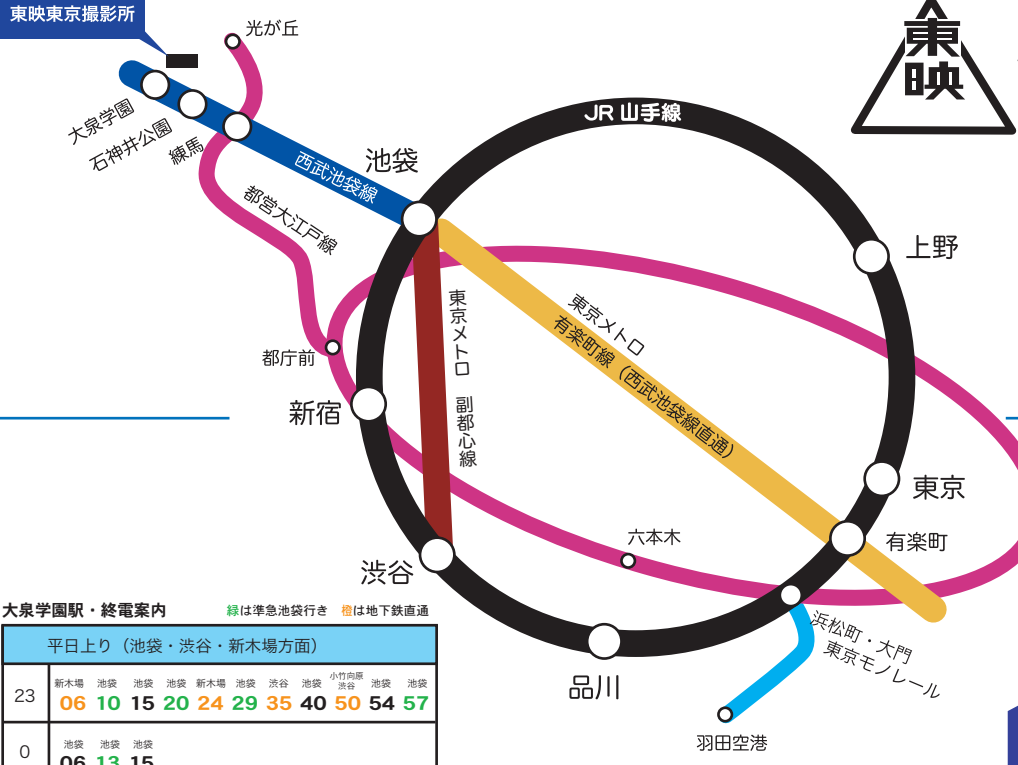 東映東京撮影所
光が丘
東映
JR 山手線
大泉学園
石神井公園
練馬
西武池袋線
池袋
都営大江戸線
上野
東京メトロ
有楽町線（西武池袋線直通）
東京メトロ 副都心線
都庁前
新宿
東京
有楽町
六本木
渋谷
浜松町・大門
東京モノレール
品川
羽田空港
大泉学園駅・終電案内 緑は準急池袋行き 橙は地下鉄直通
平日上り（池袋・渋谷・新木場方面）
新木場 池袋 池袋 池袋 新木場 池袋 渋谷 池袋 小竹向原 渋谷 池袋 池袋
23 06 10 15 20 24 29 35 40 50 54 57
池袋 池袋 池袋
0 06 13 15